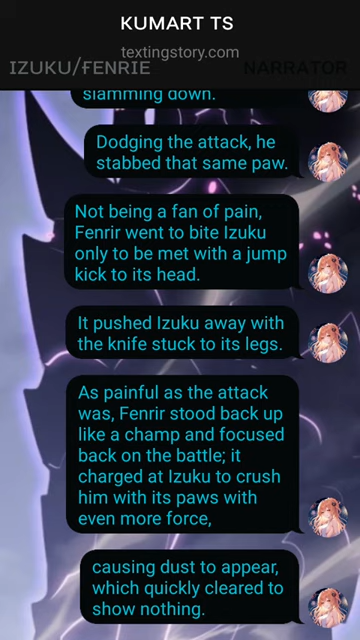 KUMART TS
textingstory.com
IZUKU/FENRIE
NARRATOR
slamming down.
Dodging the attack, he
stabbed that same paw.
Not being a fan of pain,
Fenrir went to bite Izuku
only to be met with a jump
kick to its head.
It pushed Izuku away with
the knife stuck to its legs.
As painful as the attack
was, Fenrir stood back up
like a champ and focused
back on the battle; it
charged at Izuku to crush
him with its paws with
even more force,
causing dust to appear,
which quickly cleared to
show nothing.